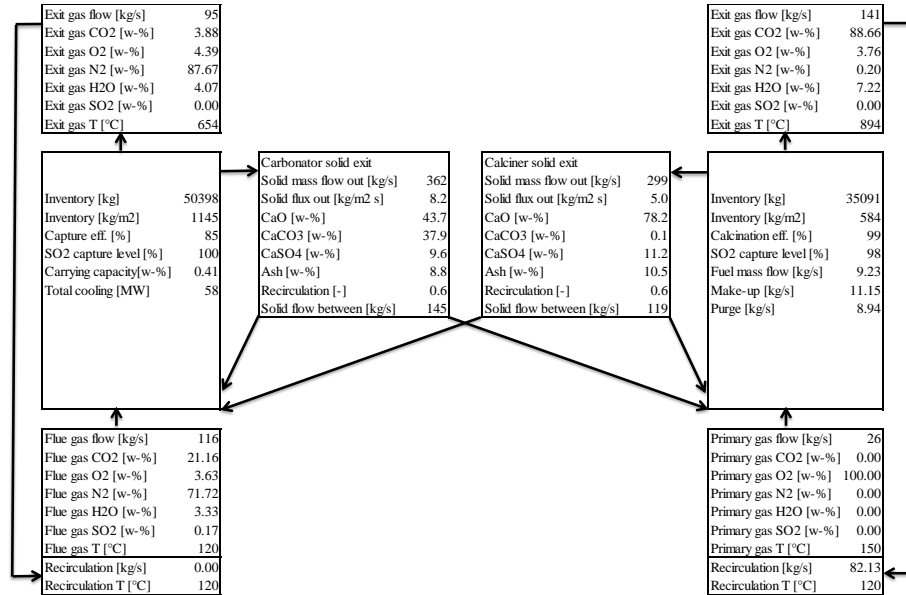 Exit gas flow [kg/s] 95
Exit gas CO2 [w-%] 3.88
Exit gas O2 [w-%] 4.39
Exit gas N2 [w-%] 87.67
Exit gas H2O [w-%] 4.07
Exit gas SO2 [w-%] 0.00
Exit gas T [°C] 654
Exit gas flow [kg/s] 141
Exit gas CO2 [w-%] 88.66
Exit gas O2 [w-%] 3.76
Exit gas N2 [w-%] 0.20
Exit gas H2O [w-%] 7.22
Exit gas SO2 [w-%] 0.00
Exit gas T [°C] 894
Inventory [kg] 50398
Inventory [kg/m2] 1145
Capture eff. [%] 85
SO2 capture level [%] 100
Carrying capacity[w-%] 0.41
Total cooling [MW] 58
Carbonator solid exit
Solid mass flow out [kg/s] 362
Solid flux out [kg/m2 s] 8.2
CaO [w-%] 43.7
CaCO3 [w-%] 37.9
CaSO4 [w-%] 9.6
Ash [w-%] 8.8
Recirculation [-] 0.6
Solid flow between [kg/s] 145
Calciner solid exit
Solid mass flow out [kg/s] 299
Solid flux out [kg/m2 s] 5.0
CaO [w-%] 78.2
CaCO3 [w-%] 0.1
CaSO4 [w-%] 11.2
Ash [w-%] 10.5
Recirculation [-] 0.6
Solid flow between [kg/s] 119
Inventory [kg] 35091
Inventory [kg/m2] 584
Calcination eff. [%] 99
SO2 capture level [%] 98
Fuel mass flow [kg/s] 9.23
Make-up [kg/s] 11.15
Purge [kg/s] 8.94
Flue gas flow [kg/s] 116
Flue gas CO2 [w-%] 21.16
Flue gas O2 [w-%] 3.63
Flue gas N2 [w-%] 71.72
Flue gas H2O [w-%] 3.33
Flue gas SO2 [w-%] 0.17
Flue gas T [°C] 120
Recirculation [kg/s] 0.00
Recirculation T [°C] 120
Primary gas flow [kg/s] 26
Primary gas CO2 [w-%] 0.00
Primary gas O2 [w-%] 100.00
Primary gas N2 [w-%] 0.00
Primary gas H2O [w-%] 0.00
Primary gas SO2 [w-%] 0.00
Primary gas T [°C] 150
Recirculation [kg/s] 82.13
Recirculation T [°C] 120